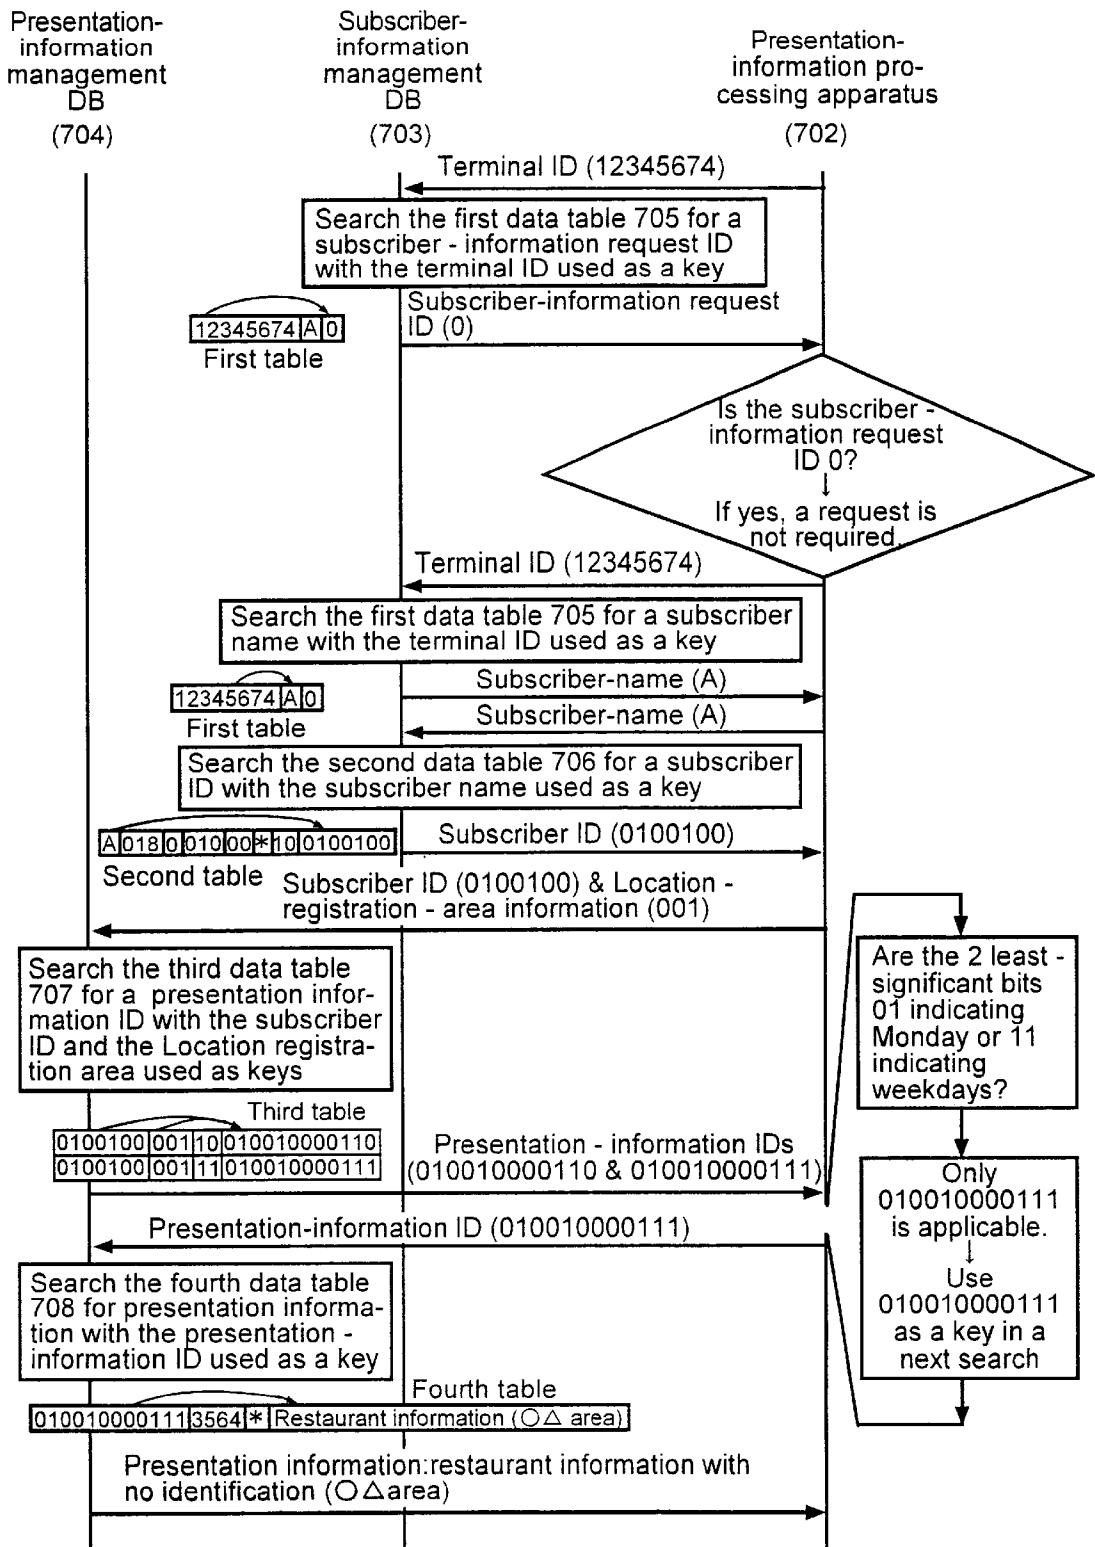 Presentation-
information
management
DB
(704)
Subscriber-
information
management
DB
(703)
Presentation-
information pro-
cessing apparatus
(702)
Terminal ID (12345674)
Search the first data table 705 for a
subscriber - information request ID
with the terminal ID used as a key
Subscriber-information request
ID (0)
12345674 A 0
First table
Is the subscriber -
information request
ID 0?
↓
If yes, a request is
not required.
Terminal ID (12345674)
Search the first data table 705 for a subscriber
name with the terminal ID used as a key
Subscriber-name (A)
12345674 A 0
First table
Subscriber-name (A)
Search the second data table 706 for a subscriber
ID with the subscriber name used as a key
A 018 0 010 00 * 10 0100100
Second table
Subscriber ID (0100100)
Subscriber ID (0100100) & Location -
registration - area information (001)
Search the third data table
707 for a presentation infor-
mation ID with the subscriber
ID and the Location registra-
tion area used as keys
Third table
0100100 001 10 010010000110
0100100 001 11 010010000111
Presentation - information IDs
(010010000110 & 010010000111)
Are the 2 least -
significant bits
01 indicating
Monday or 11
indicating
weekdays?
Only
010010000111
is applicable.
↓
Use
010010000111
as a key in a
next search
Presentation-information ID (010010000111)
Search the fourth data table
708 for presentation informa-
tion with the presentation -
information ID used as a key
Fourth table
010010000111 3564 * Restaurant information (○△ area)
Presentation information:restaurant information with
no identification (○△area)